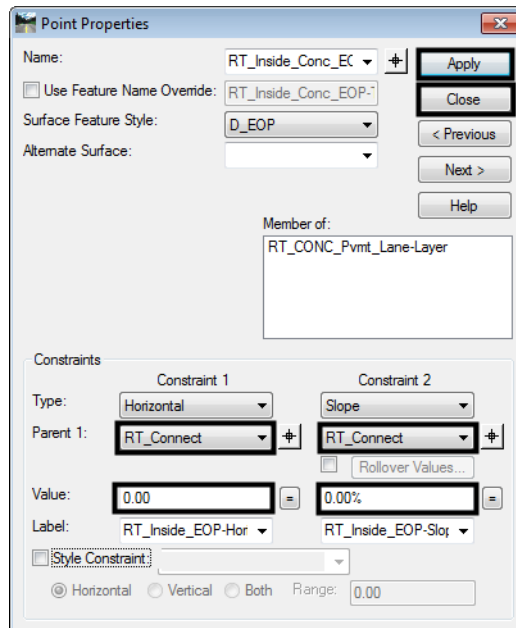 Point Properties
Name: RT_Inside_Conc_EC Apply
Use Feature Name Override: RT_Inside_Conc_EOP- Close
Surface Feature Style: D_EOP < Previous
Alternate Surface: Next >
Help
Member of:
RT_CONC_Pvmt_Lane-Layer
Constraints
Constraint 1 Constraint 2
Type: Horizontal Slope
Parent 1: RT_Connect RT_Connect
Rollover Values...
Value: 0.00 = 0.00% =
Label: RT_Inside_EOP-Hor RT_Inside_EOP-Slop
Style Constraint:
Horizontal Vertical Both Range: 0.00